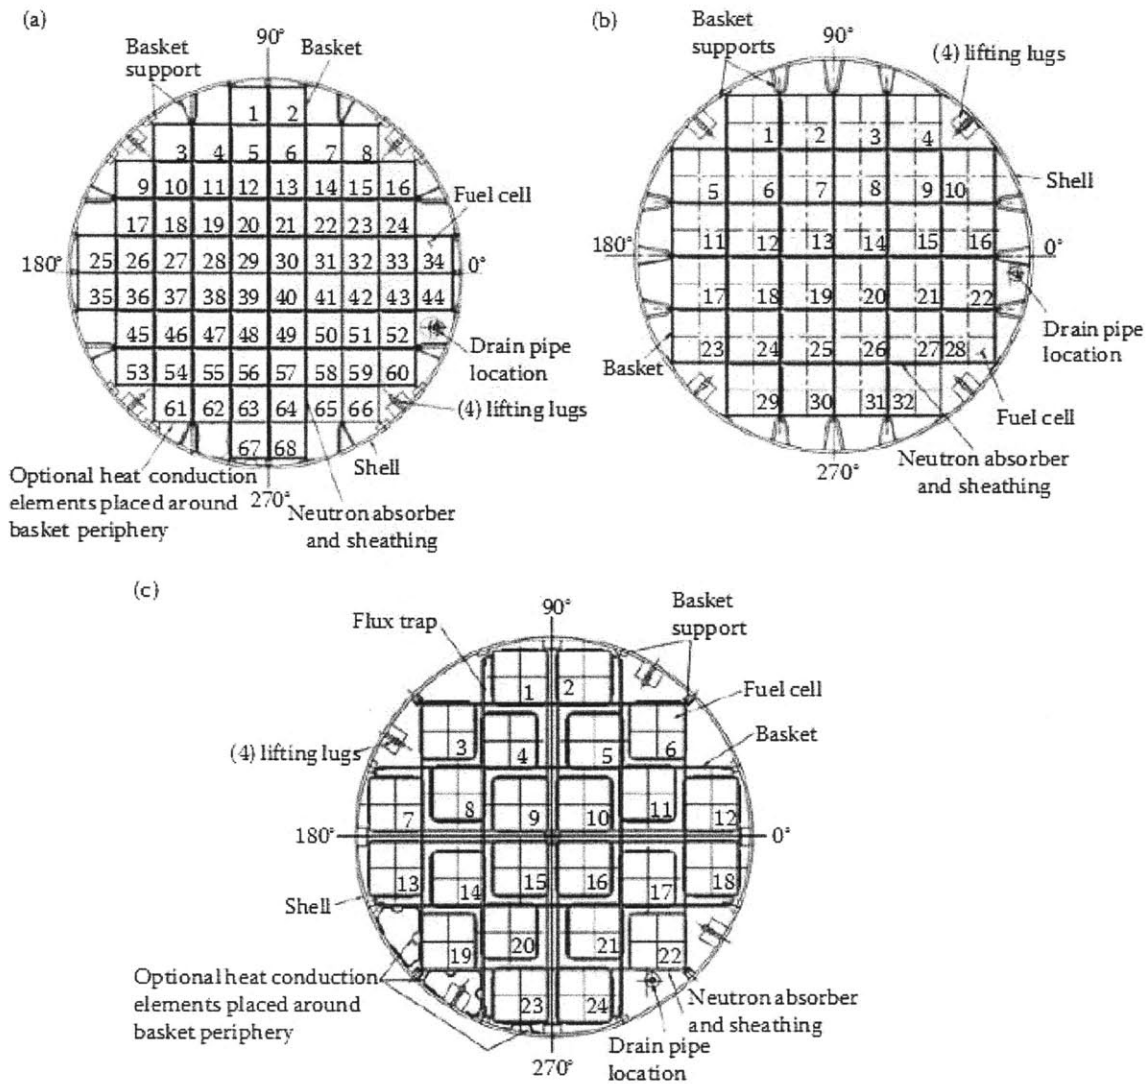 (a)
90°
Basket
support
Basket
1 2
3 4 5 6 7 8
9 10 11 12 13 14 15 16
Fuel cell
17 18 19 20 21 22 23 24
180°
25 26 27 28 29 30 31 32 33 34
0°
35 36 37 38 39 40 41 42 43 44
45 46 47 48 49 50 51 52
Drain pipe
location
53 54 55 56 57 58 59 60
61 62 63 64 65 66
(4) lifting lugs
67 68
Shell
Optional heat conduction
elements placed around
basket periphery
270°
Neutron absorber
and sheathing
(b)
Basket
supports
90°
(4) lifting lugs
1 2 3 4
Shell
5 6 7 8 9 10
180°
11 12 13 14 15 16
0°
17 18 19 20 21 22
Drain pipe
location
Basket
23 24 25 26 27 28
29 30 31 32
Fuel cell
270°
Neutron absorber
and sheathing
(c)
90°
Flux trap
Basket
support
1 2
Fuel cell
3 4 5 6
(4) lifting lugs
Basket
7 8 9 10 11 12
180°
0°
13 14 15 16 17 18
Shell
19 20 21 22
Optional heat conduction
elements placed around
basket periphery
23 24
Neutron absorber
and sheathing
Drain pipe
location
270°